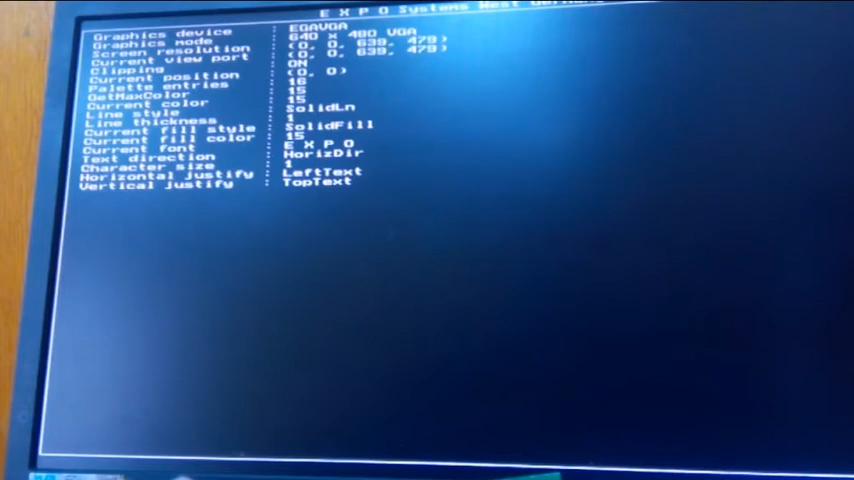 E X P O Systems West Germany
Graphics device : EGAVGA
Graphics mode : 640 x 480 VGA
Screen resolution : (0, 0, 639, 479)
Current view port : (0, 0, 639, 479)
Clipping : ON
Current position : (0, 0)
Palette entries : 16
GetMaxColor : 15
Current color : 15
Line style : SolidLn
Line thickness : 1
Current fill style : SolidFill
Current fill color : 15
Current font : E X P O
Text direction : HorizDir
Character size : 1
Horizontal justify : LeftText
Vertical justify : TopText